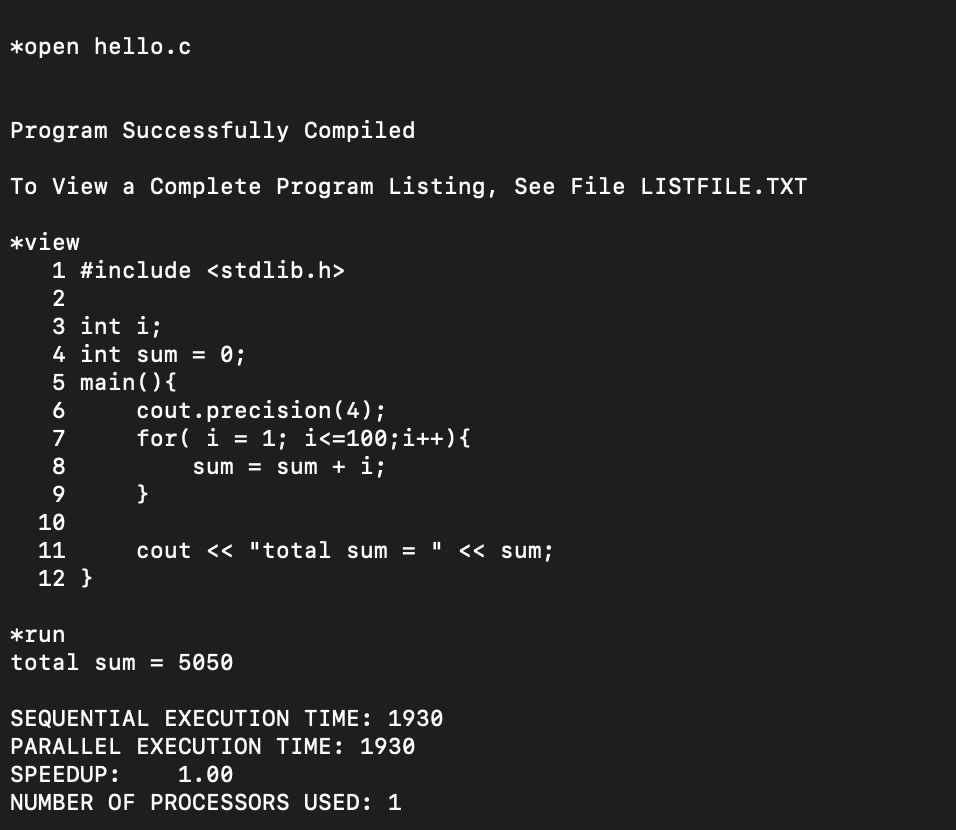 *open hello.c
Program Successfully Compiled
To View a Complete Program Listing, See File LISTFILE.TXT
*view
   1 #include <stdlib.h>
   2
   3 int i;
   4 int sum = 0;
   5 main(){
   6     cout.precision(4);
   7     for( i = 1; i<=100;i++){
   8         sum = sum + i;
   9     }
  10
  11     cout << "total sum = " << sum;
  12 }
*run
total sum = 5050
SEQUENTIAL EXECUTION TIME: 1930
PARALLEL EXECUTION TIME: 1930
SPEEDUP:    1.00
NUMBER OF PROCESSORS USED: 1